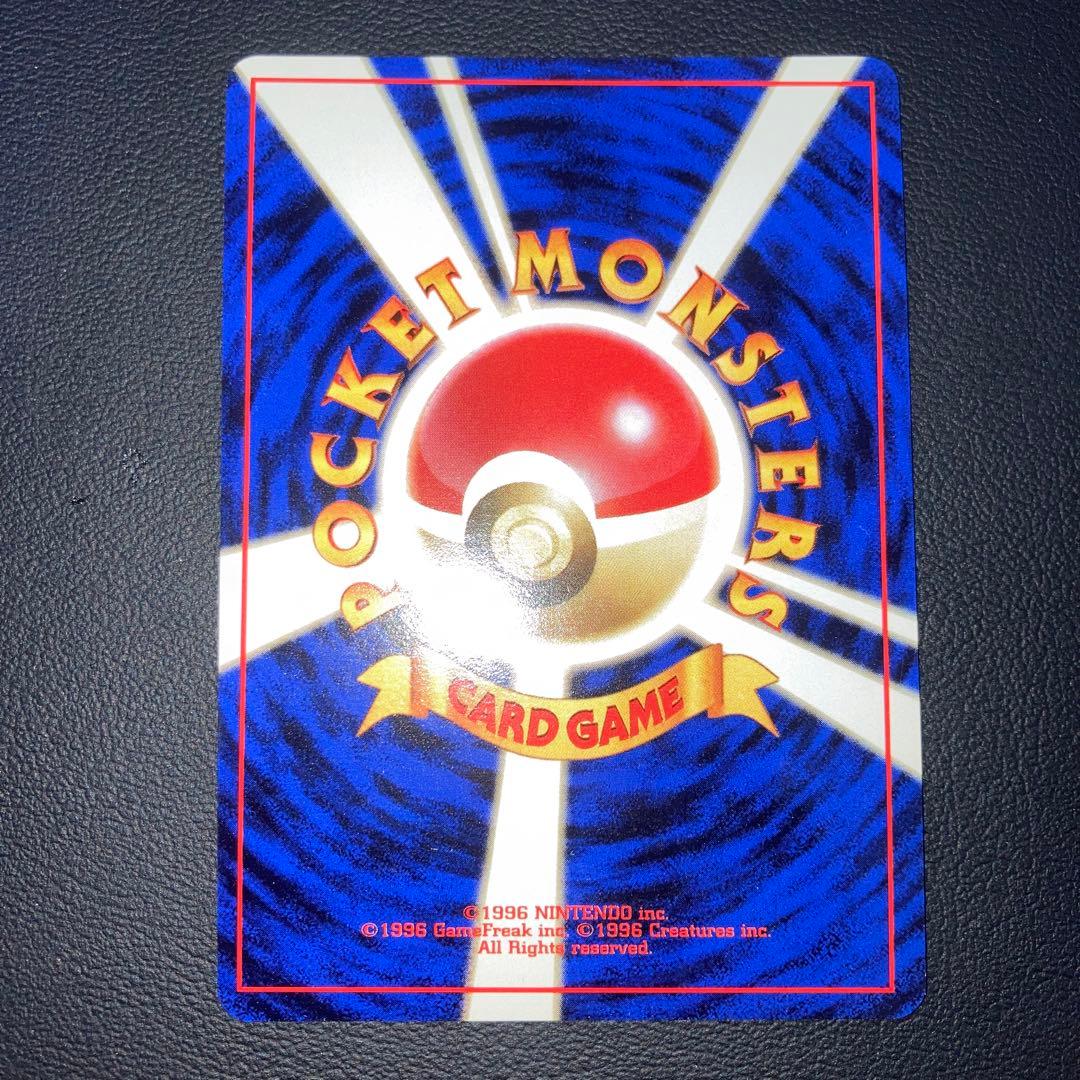 POCKET MONSTERS
CARD GAME
©1996 NINTENDO inc.
©1996 GameFreak inc. ©1996 Creatures inc.
All Rights reserved.